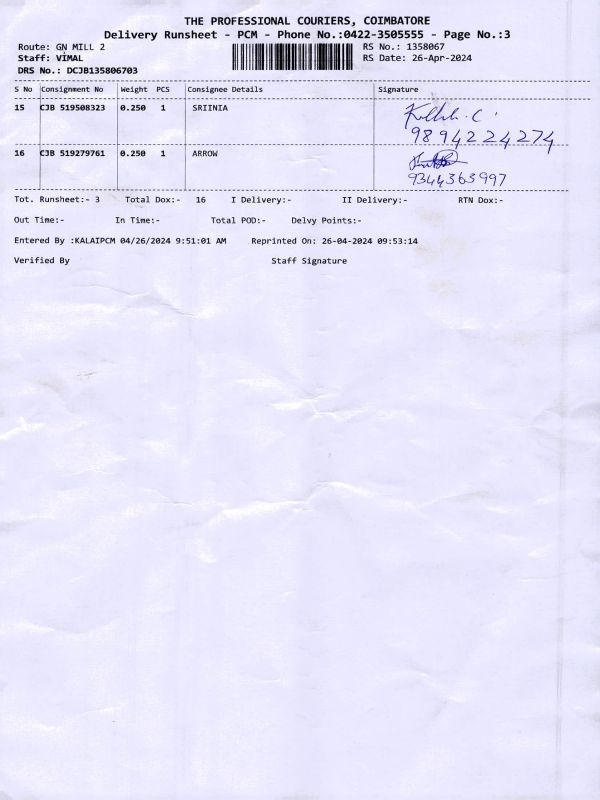 THE PROFESSIONAL COURIERS, COIMBATORE
Delivery Runsheet - PCM - Phone No.:0422-3505555 - Page No.:3
Route: GN MILL 2 RS No.: 1358067
Staff: VIMAL RS Date: 26-Apr-2024
DRS No.: DCJB135806703
S No Consignment No Weight PCS Consignee Details Signature
15 CJB 519508323 0.250 1 SRIINIA
9894224274
16 CJB 519279761 0.250 1 ARROW
9344363997
Tot. Runsheet:- 3 Total Dox:- 16 I Delivery:- II Delivery:- RTN Dox:-
Out Time:- In Time:- Total POD:- Delvy Points:-
Entered By :KALAIPCM 04/26/2024 9:51:01 AM Reprinted On: 26-04-2024 09:53:14
Verified By Staff Signature